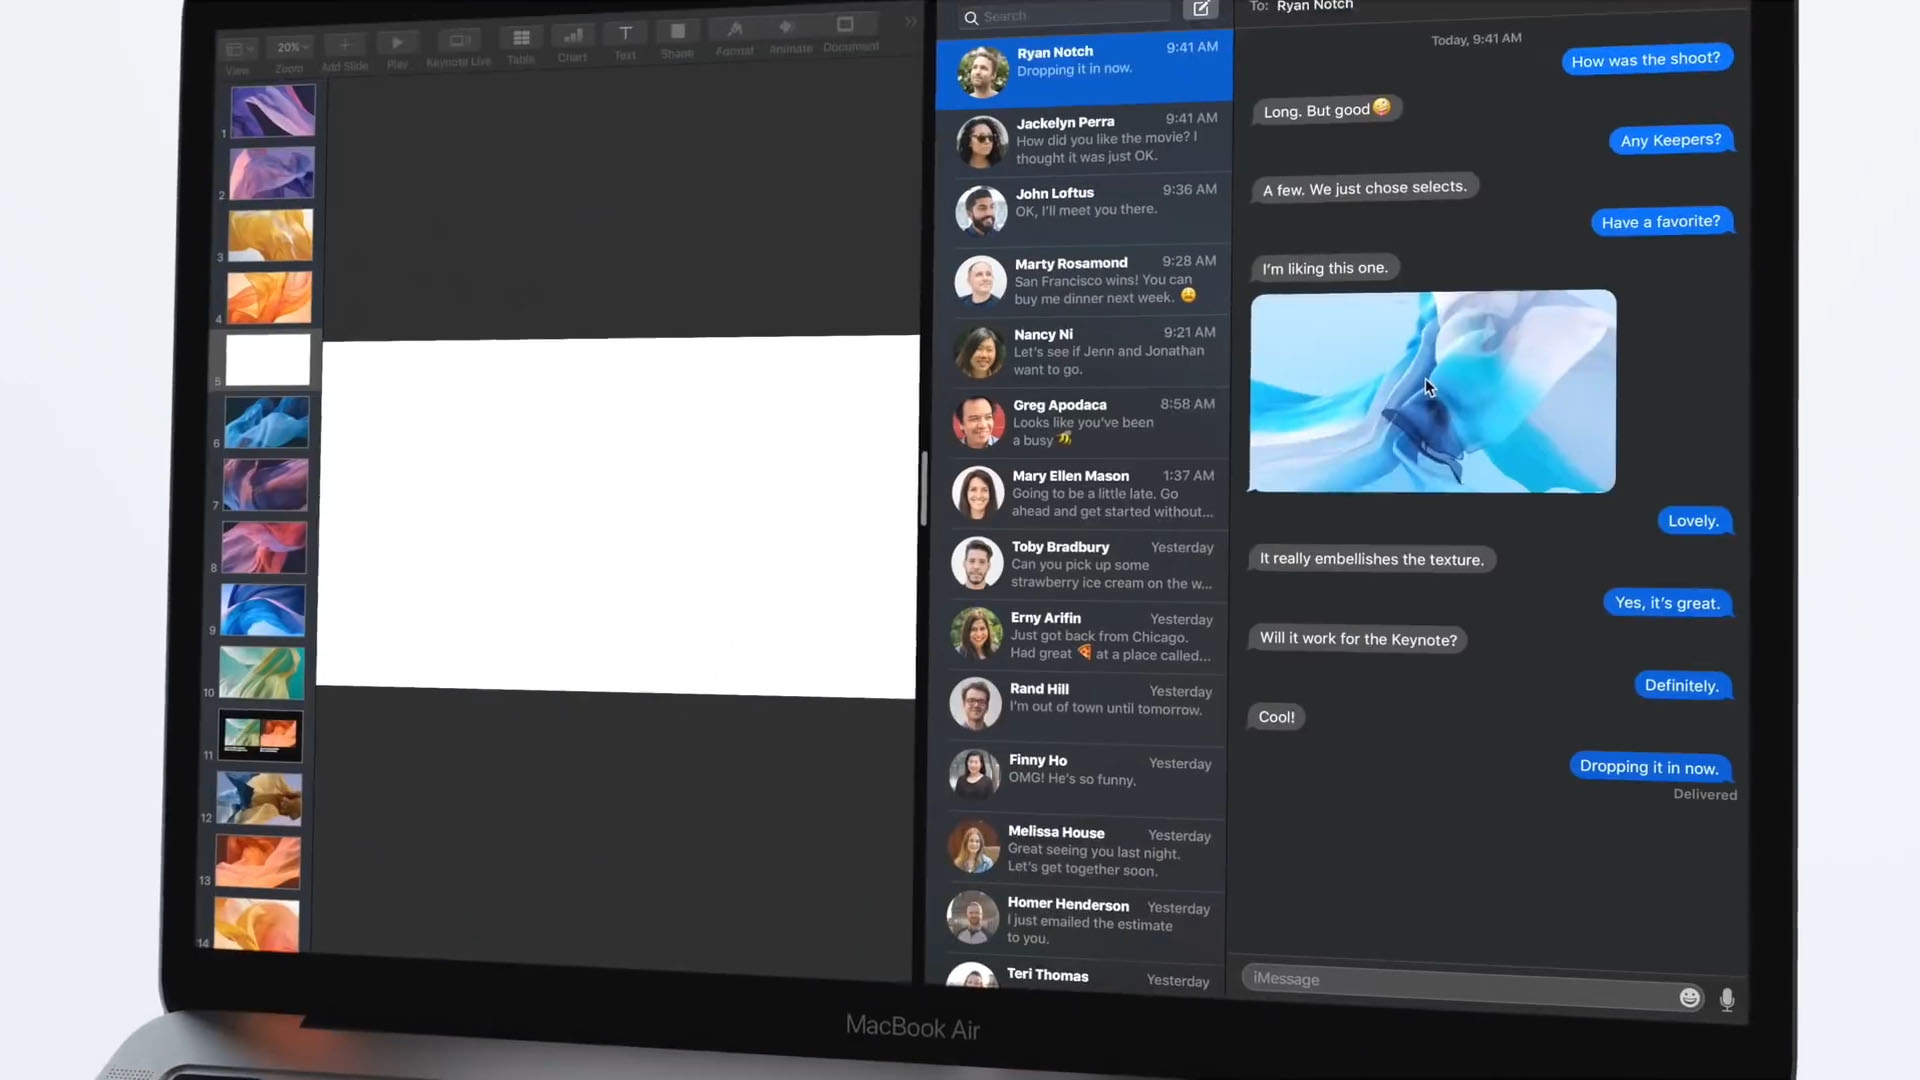 View
20%
Zoom
Add Slide
Play
Keynote Live
Table
Chart
T
Text
Shape
Format
Animate
Document
1
2
3
4
5
6
7
8
9
10
11
12
13
14
Search
Ryan Notch 9:41 AM
Dropping it in now.
Jackelyn Perra 9:41 AM
How did you like the movie? I
thought it was just OK.
John Loftus 9:36 AM
OK, I'll meet you there.
Marty Rosamond 9:28 AM
San Francisco wins! You can
buy me dinner next week. 😩
Nancy Ni 9:21 AM
Let's see if Jenn and Jonathan
want to go.
Greg Apodaca 8:58 AM
Looks like you've been
a busy 🐝
Mary Ellen Mason 1:37 AM
Going to be a little late. Go
ahead and get started without...
Toby Bradbury Yesterday
Can you pick up some
strawberry ice cream on the w...
Erny Arifin Yesterday
Just got back from Chicago.
Had great 🍕 at a place called...
Rand Hill Yesterday
I'm out of town until tomorrow.
Finny Ho Yesterday
OMG! He's so funny.
Melissa House Yesterday
Great seeing you last night.
Let's get together soon.
Homer Henderson Yesterday
I just emailed the estimate
to you.
Teri Thomas Yesterday
To: Ryan Notch
Today, 9:41 AM
How was the shoot?
Long. But good 🤪
Any Keepers?
A few. We just chose selects.
Have a favorite?
I'm liking this one.
Lovely.
It really embellishes the texture.
Yes, it's great.
Will it work for the Keynote?
Definitely.
Cool!
Dropping it in now.
Delivered
iMessage
MacBook Air